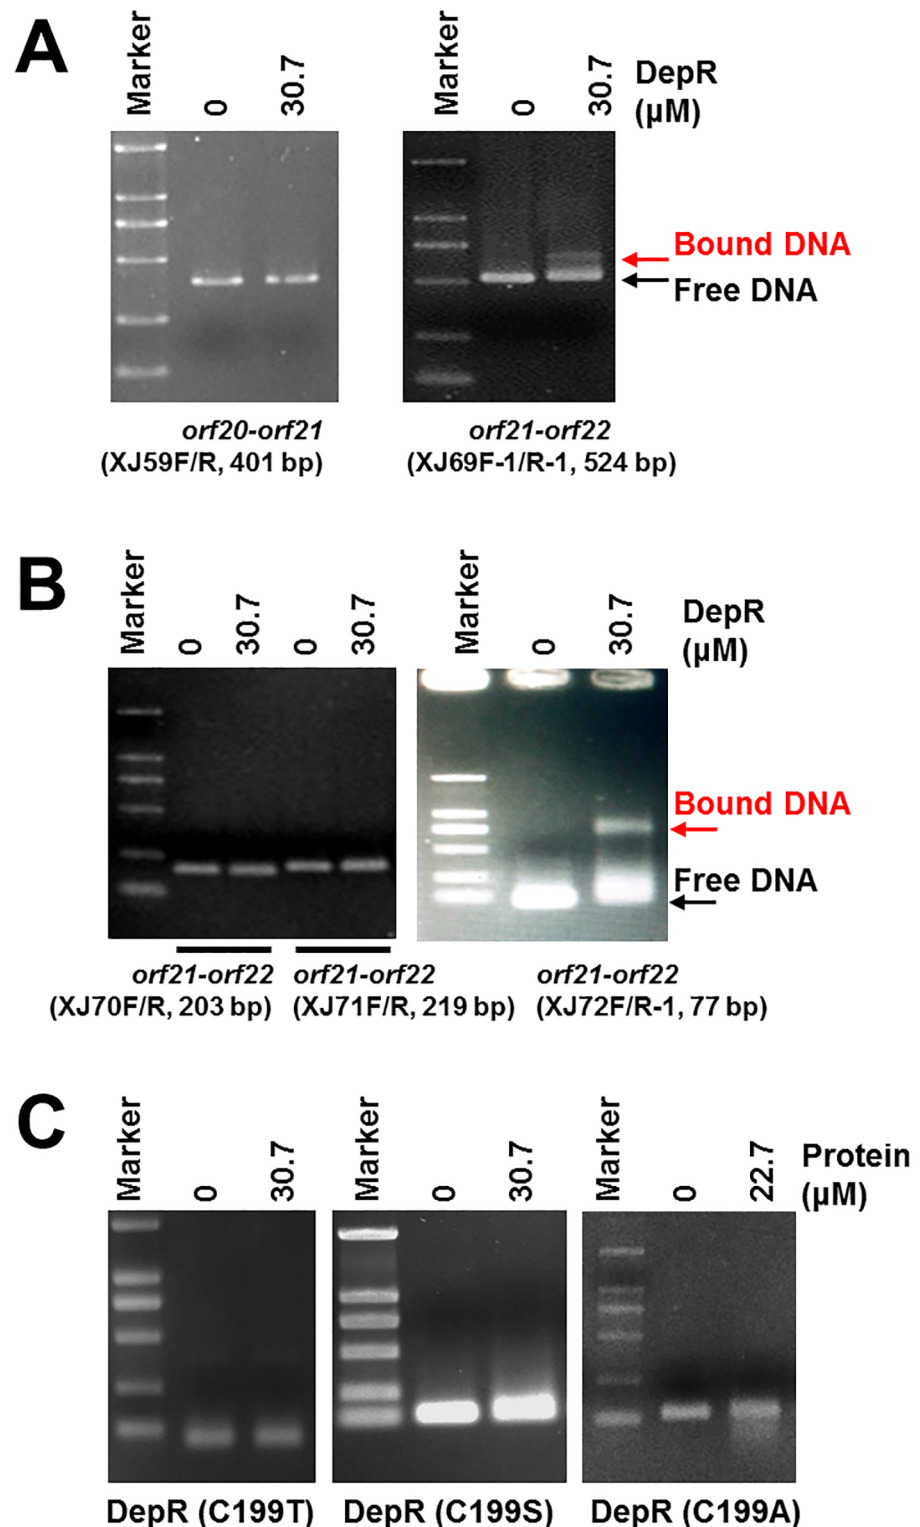 A
Marker
0
30.7
Marker
0
30.7
DepR
(µM)
Bound DNA
Free DNA
orf20-orf21
(XJ59F/R, 401 bp)
orf21-orf22
(XJ69F-1/R-1, 524 bp)
B
Marker
0
30.7
0
30.7
Marker
0
30.7
DepR
(µM)
Bound DNA
Free DNA
orf21-orf22
(XJ70F/R, 203 bp)
orf21-orf22
(XJ71F/R, 219 bp)
orf21-orf22
(XJ72F/R-1, 77 bp)
C
Marker
0
30.7
Marker
0
30.7
Marker
0
22.7
Protein
(µM)
DepR (C199T)
DepR (C199S)
DepR (C199A)